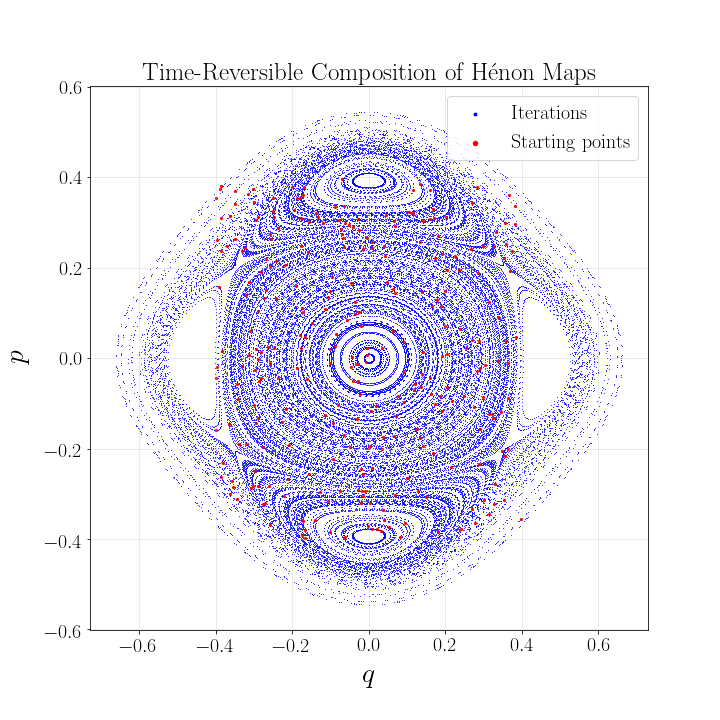 Time-Reversible Composition of Hénon Maps
Iterations
Starting points
0.6
0.4
0.2
0.0
−0.2
−0.4
−0.6
p
−0.6 −0.4 −0.2 0.0 0.2 0.4 0.6
q